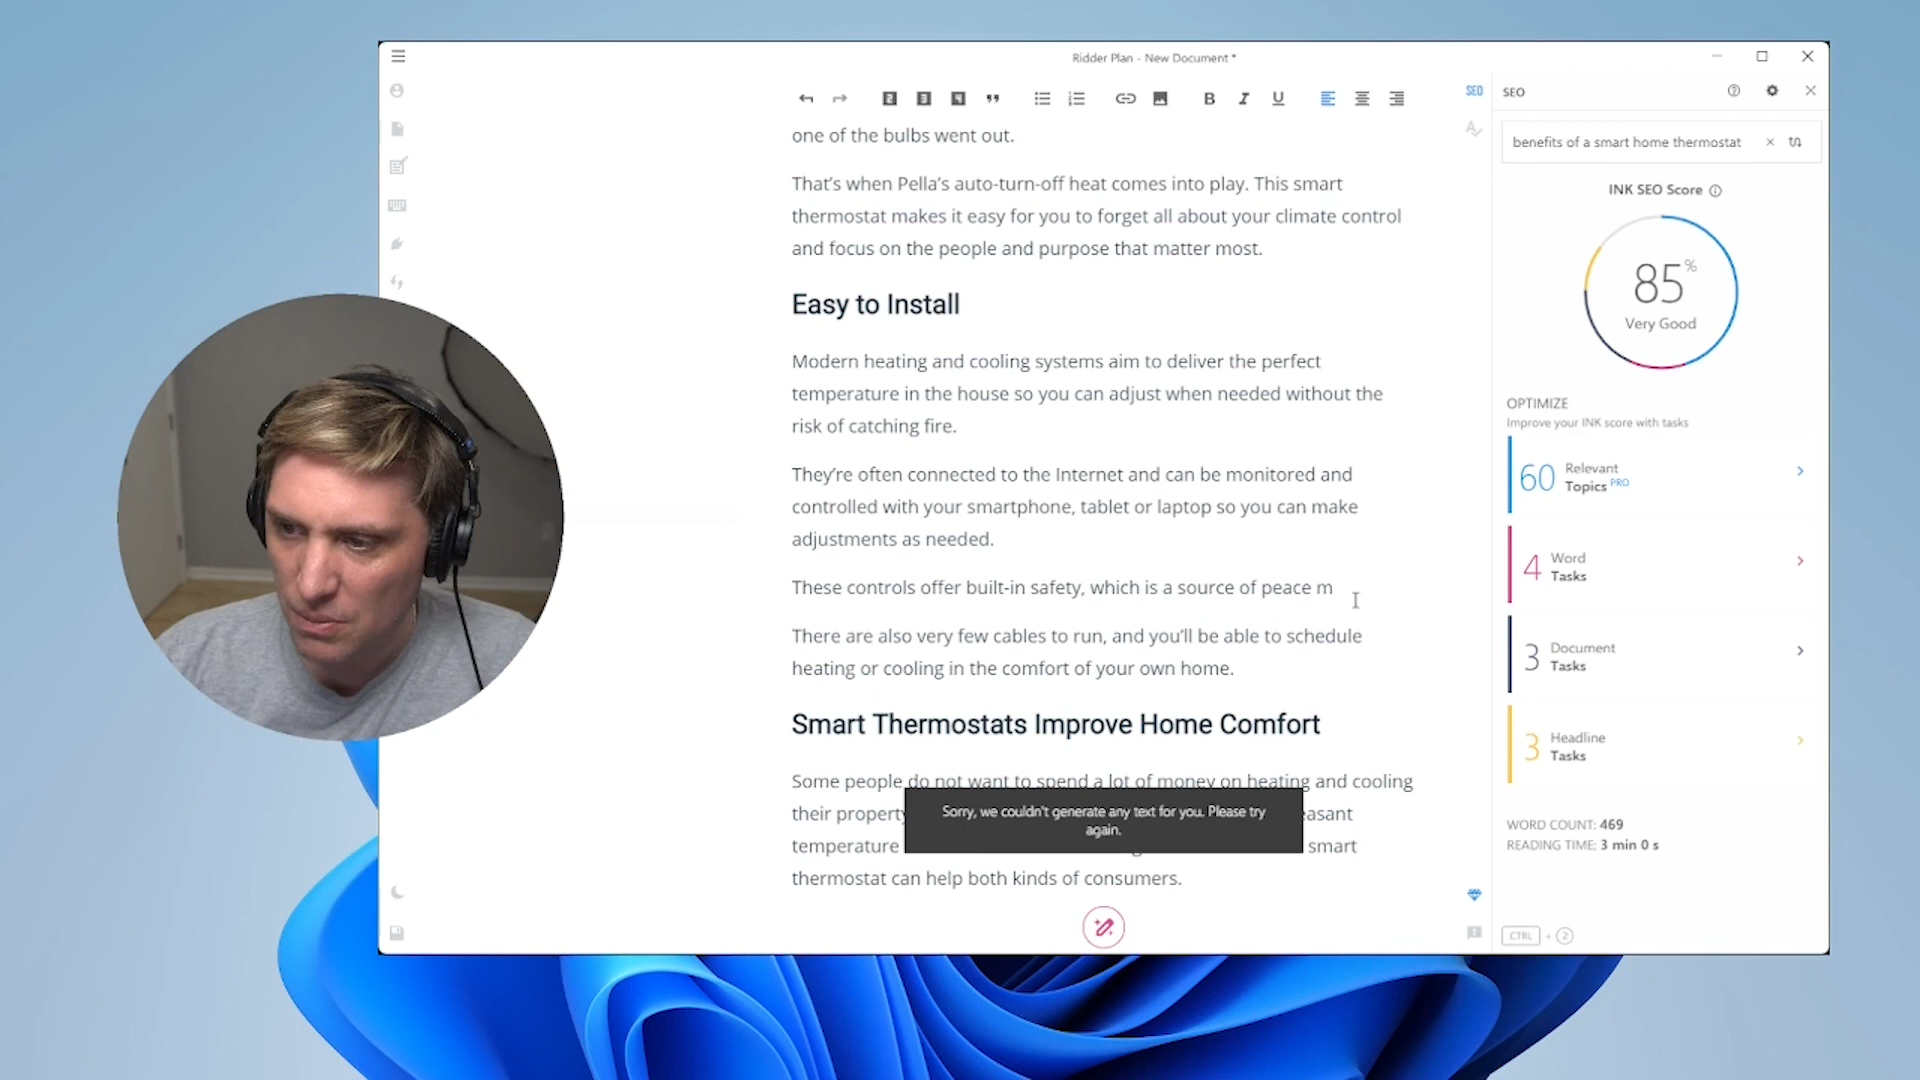 Ridder Plan - New Document *
one of the bulbs went out.
That's when Pella's auto-turn-off heat comes into play. This smart
thermostat makes it easy for you to forget all about your climate control
and focus on the people and purpose that matter most.
Easy to Install
Modern heating and cooling systems aim to deliver the perfect
temperature in the house so you can adjust when needed without the
risk of catching fire.
They're often connected to the Internet and can be monitored and
controlled with your smartphone, tablet or laptop so you can make
adjustments as needed.
These controls offer built-in safety, which is a source of peace m
There are also very few cables to run, and you'll be able to schedule
heating or cooling in the comfort of your own home.
Smart Thermostats Improve Home Comfort
Some people do not want to spend a lot of money on heating and cooling
their property
easant
temperature
smart
thermostat can help both kinds of consumers.
Sorry, we couldn't generate any text for you. Please try
again.
SEO
SEO
benefits of a smart home thermostat
INK SEO Score
85%
Very Good
OPTIMIZE
Improve your INK score with tasks
60 Relevant
Topics PRO
4 Word
Tasks
3 Document
Tasks
3 Headline
Tasks
WORD COUNT: 469
READING TIME: 3 min 0 s
CTRL + 2